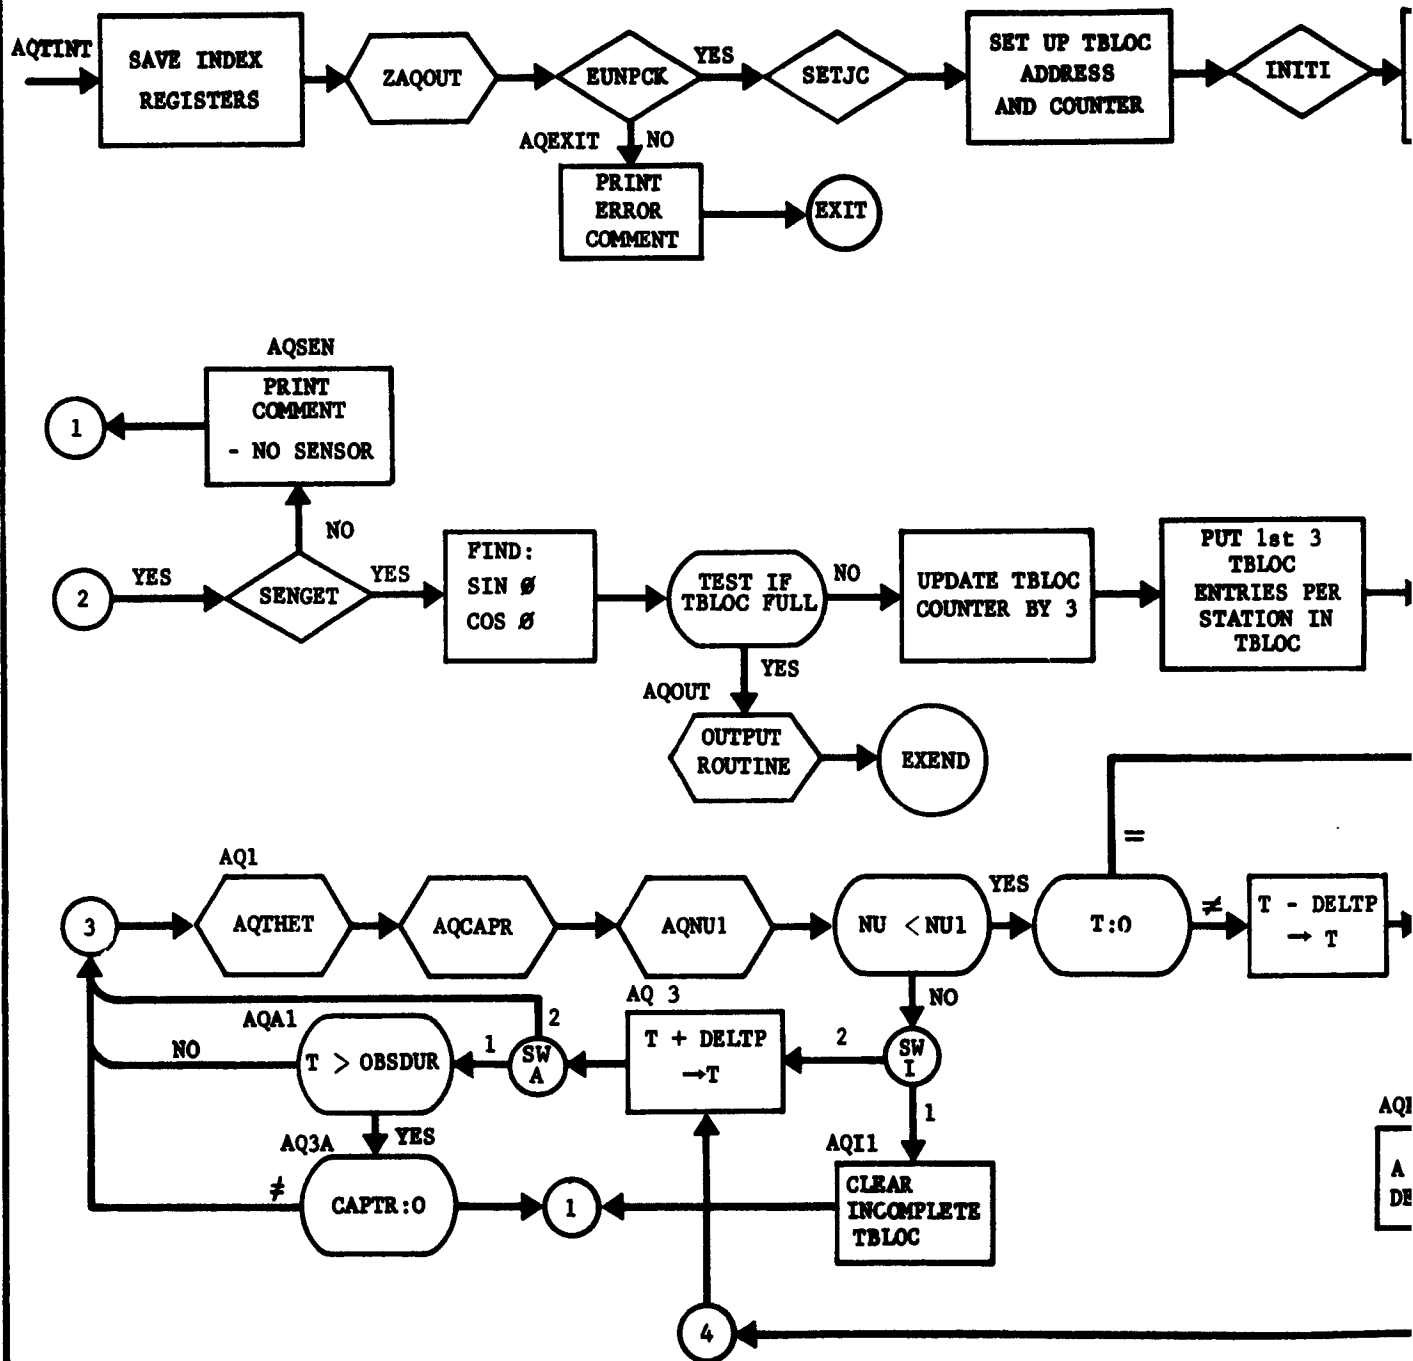 AQTINT
SAVE INDEX
REGISTERS
ZAQOUT
EUNPCK
YES
SETJC
SET UP TBLOC
ADDRESS
AND COUNTER
INITI
AQEXIT
NO
PRINT
ERROR
COMMENT
EXIT
AQSEN
PRINT
COMMENT
- NO SENSOR
1
NO
2
YES
SENGET
YES
FIND:
SIN Ø
COS Ø
TEST IF
TBLOC FULL
NO
UPDATE TBLOC
COUNTER BY 3
PUT 1st 3
TBLOC
ENTRIES PER
STATION IN
TBLOC
YES
AQOUT
OUTPUT
ROUTINE
EXEND
=
AQ1
3
AQTHET
AQCAPR
AQNU1
NU < NU1
YES
T:0
≠
T - DELTP
→ T
NO
AQ 3
T + DELTP
→T
2
SW
I
1
2
SW
A
1
AQA1
T > OBSDUR
NO
YES
AQ3A
CAPTR:0
≠
1
AQI1
CLEAR
INCOMPLETE
TBLOC
4
A